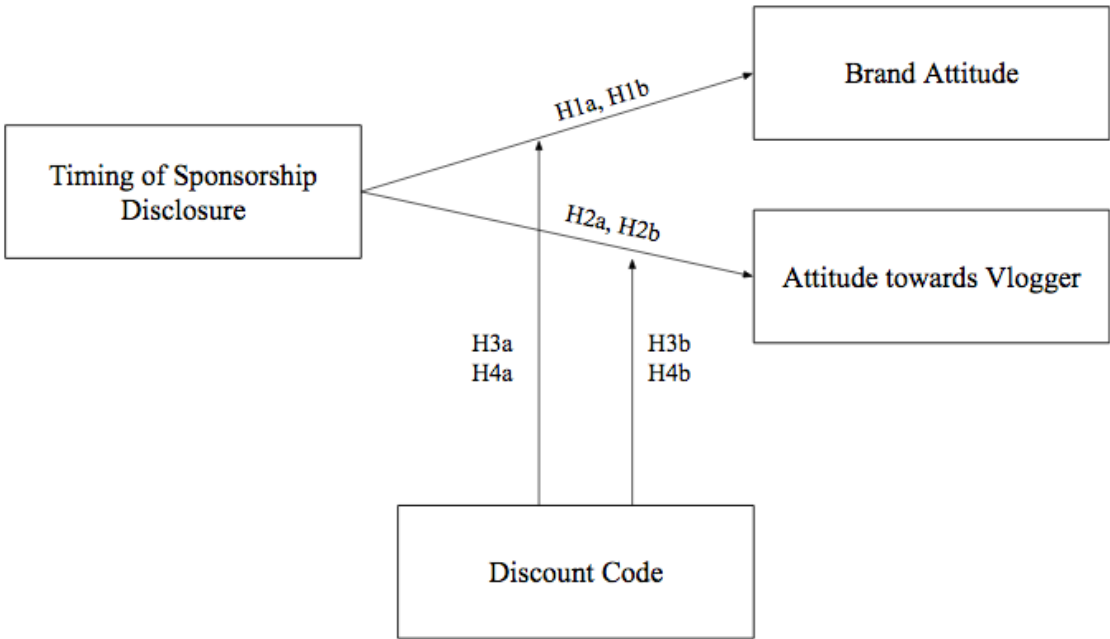 Brand Attitude
H1a, H1b
Timing of Sponsorship
Disclosure
H2a, H2b
Attitude towards Vlogger
H3a
H4a
H3b
H4b
Discount Code